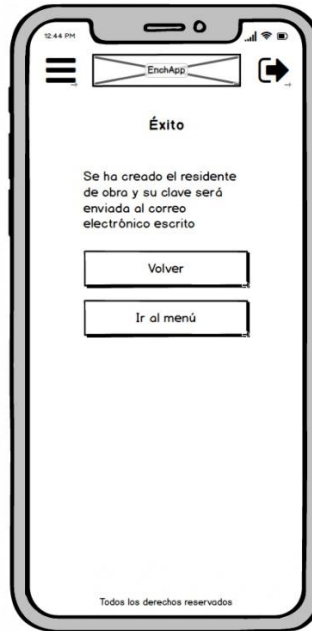 12:44 PM
EnchApp
Éxito
Se ha creado el residente
de obra y su clave será
enviada al correo
electrónico escrito
Volver
Ir al menú
Todos los derechos reservados